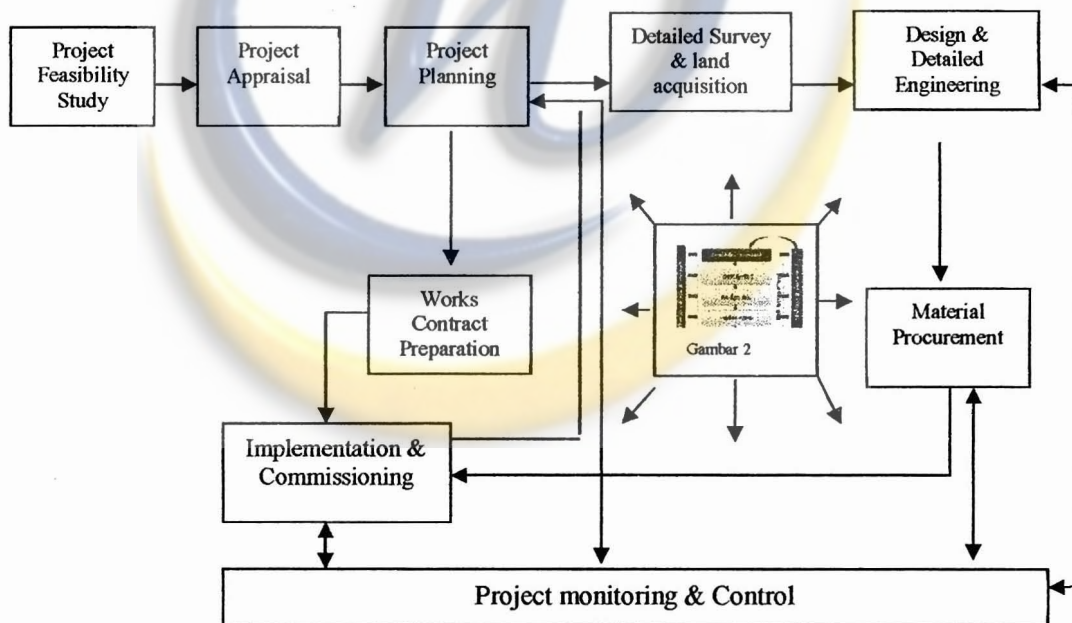 Project
Feasibility
Study
Project
Appraisal
Project
Planning
Detailed Survey
& land
acquisition
Design &
Detailed
Engineering
Works
Contract
Preparation
Gambar 2
Material
Procurement
Implementation &
Commissioning
Project monitoring & Control